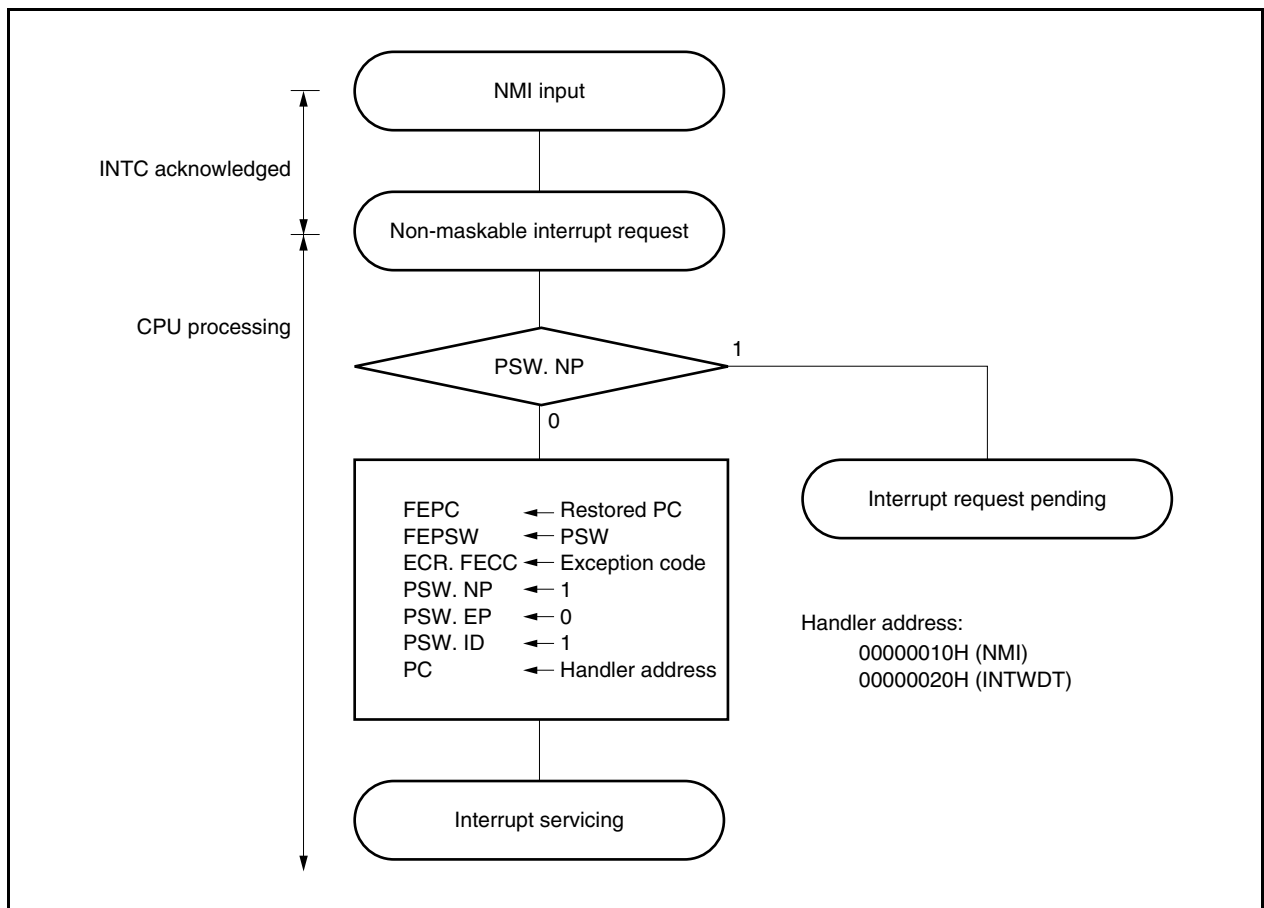 NMI input
INTC acknowledged
Non-maskable interrupt request
CPU processing
PSW. NP
1
0
FEPC ← Restored PC
FEPSW ← PSW
ECR. FECC ← Exception code
PSW. NP ← 1
PSW. EP ← 0
PSW. ID ← 1
PC ← Handler address
Interrupt request pending
Handler address:
00000010H (NMI)
00000020H (INTWDT)
Interrupt servicing